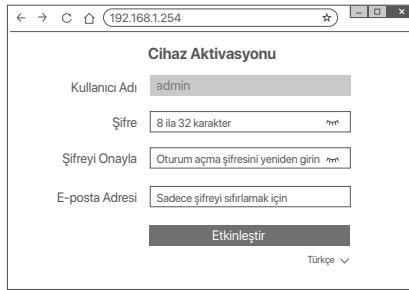 192.168.1.254
Cihaz Aktivasyonu
Kullanıcı Adı admin
Şifre 8 ila 32 karakter
Şifreyi Onayla Oturum açma şifresini yeniden girin
E-posta Adresi Sadece şifreyi sıfırlamak için
Etkinleştir
Türkçe